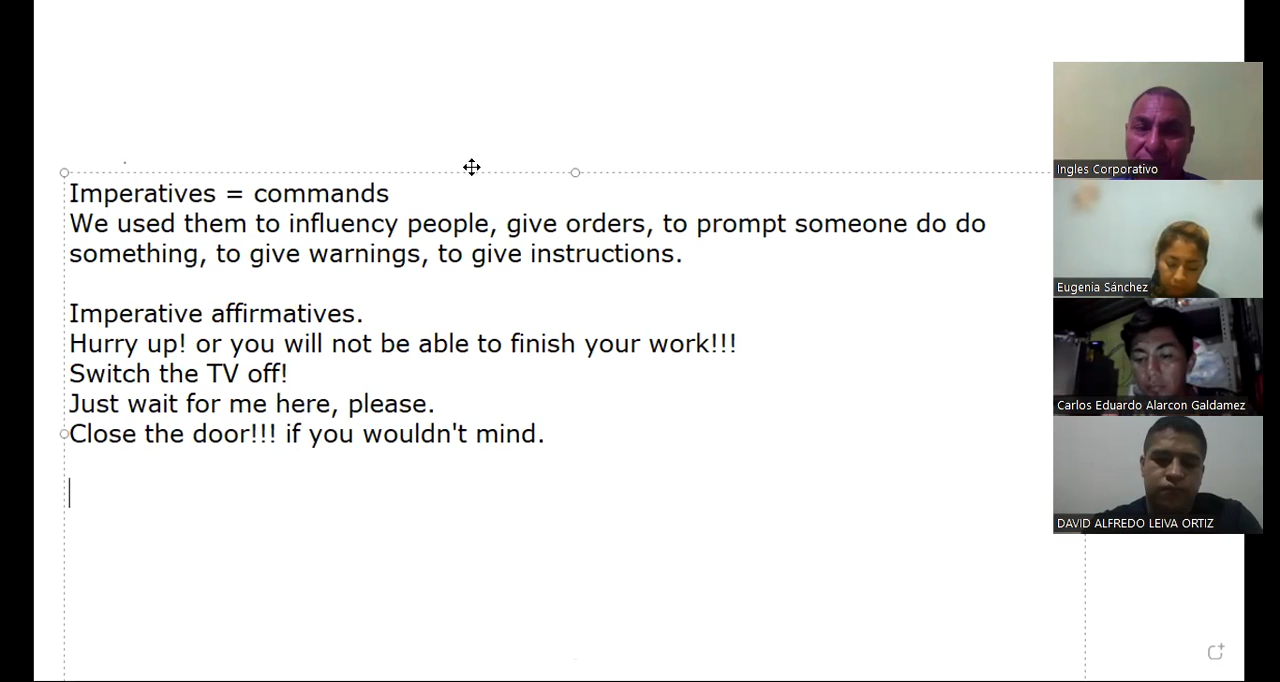 Imperatives = commands
We used them to influency people, give orders, to prompt someone do do
something, to give warnings, to give instructions.
Imperative affirmatives.
Hurry up! or you will not be able to finish your work!!!
Switch the TV off!
Just wait for me here, please.
Close the door!!! if you wouldn't mind.
Ingles Corporativo
Eugenia Sánchez
Carlos Eduardo Alarcon Galdamez
DAVID ALFREDO LEIVA ORTIZ